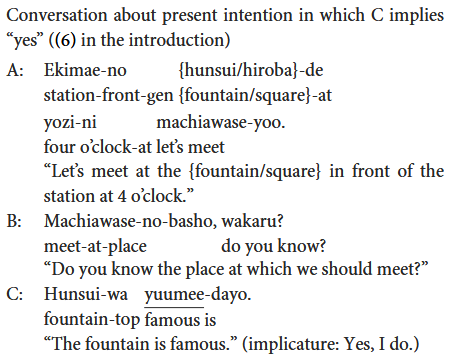 Conversation about present intention in which C implies
“yes” ((6) in the introduction)
A: Ekimae-no {hunsui/hiroba}-de
station-front-gen {fountain/square}-at
yozi-ni machiawase-yoo.
four o’clock-at let’s meet
“Let’s meet at the {fountain/square} in front of the
station at 4 o’clock.”
B: Machiawase-no-basho, wakaru?
meet-at-place do you know?
“Do you know the place at which we should meet?”
C: Hunsui-wa yuumee-dayo.
fountain-top famous is
“The fountain is famous.” (implicature: Yes, I do.)